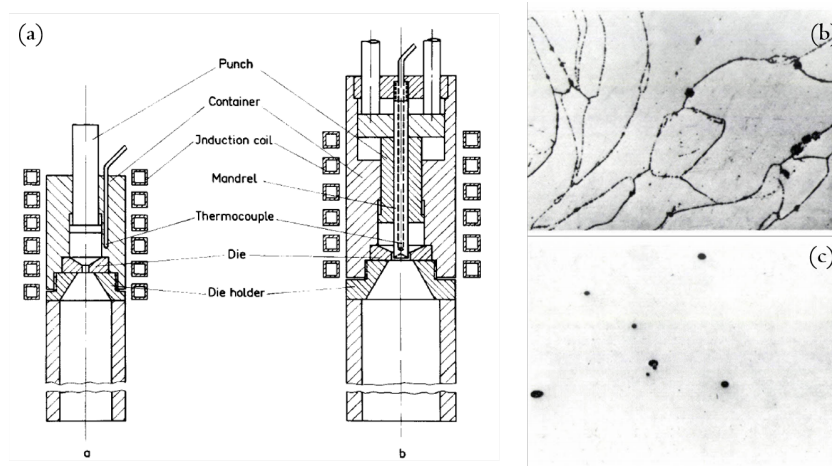 (a)
Punch
Container
Jnduction coil
Mandrel
Thermocouple
Die
Die holder
a
b
(b)
(c)